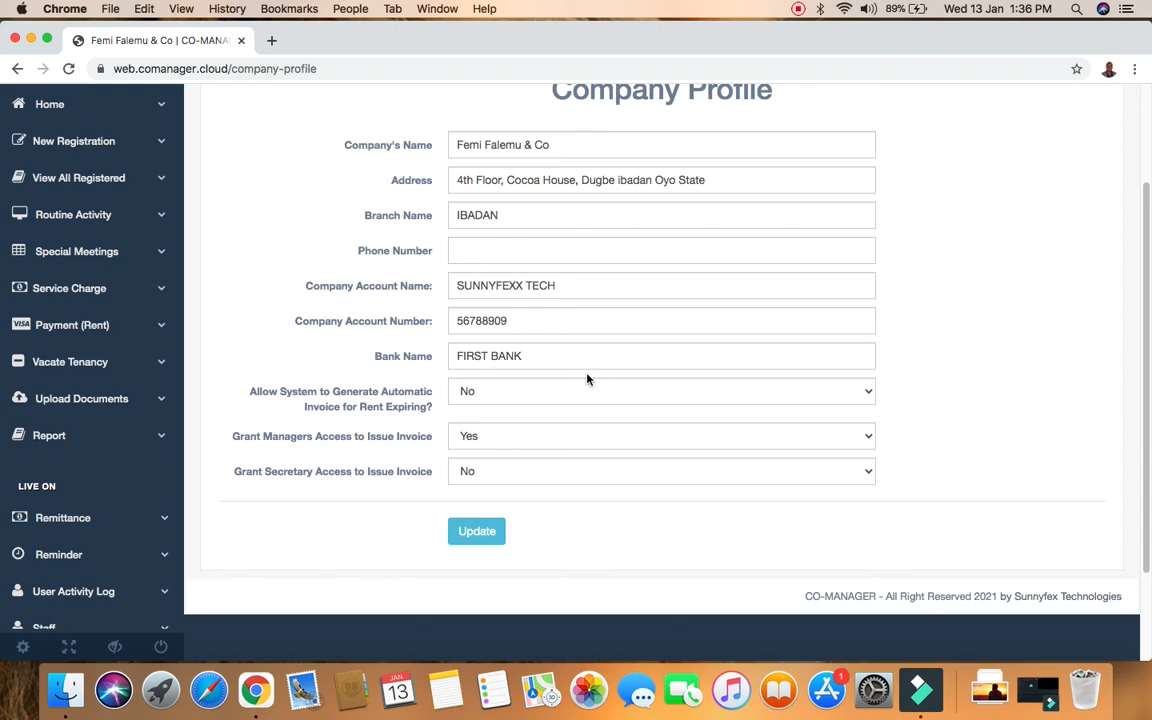 Chrome File Edit View History Bookmarks People Tab Window Help 89% Wed 13 Jan 1:36 PM
Femi Falemu & Co | CO-MANA
web.comanager.cloud/company-profile
Company Profile
Home
New Registration
View All Registered
Routine Activity
Special Meetings
Service Charge
VISA Payment (Rent)
Vacate Tenancy
Upload Documents
Report
LIVE ON
Remittance
Reminder
User Activity Log
Staff
Company's Name Femi Falemu & Co
Address 4th Floor, Cocoa House, Dugbe ibadan Oyo State
Branch Name IBADAN
Phone Number
Company Account Name: SUNNYFEXX TECH
Company Account Number: 56788909
Bank Name FIRST BANK
Allow System to Generate Automatic
Invoice for Rent Expiring? No
Grant Managers Access to Issue Invoice Yes
Grant Secretary Access to Issue Invoice No
Update
CO-MANAGER - All Right Reserved 2021 by Sunnyfex Technologies
JAN
13
1